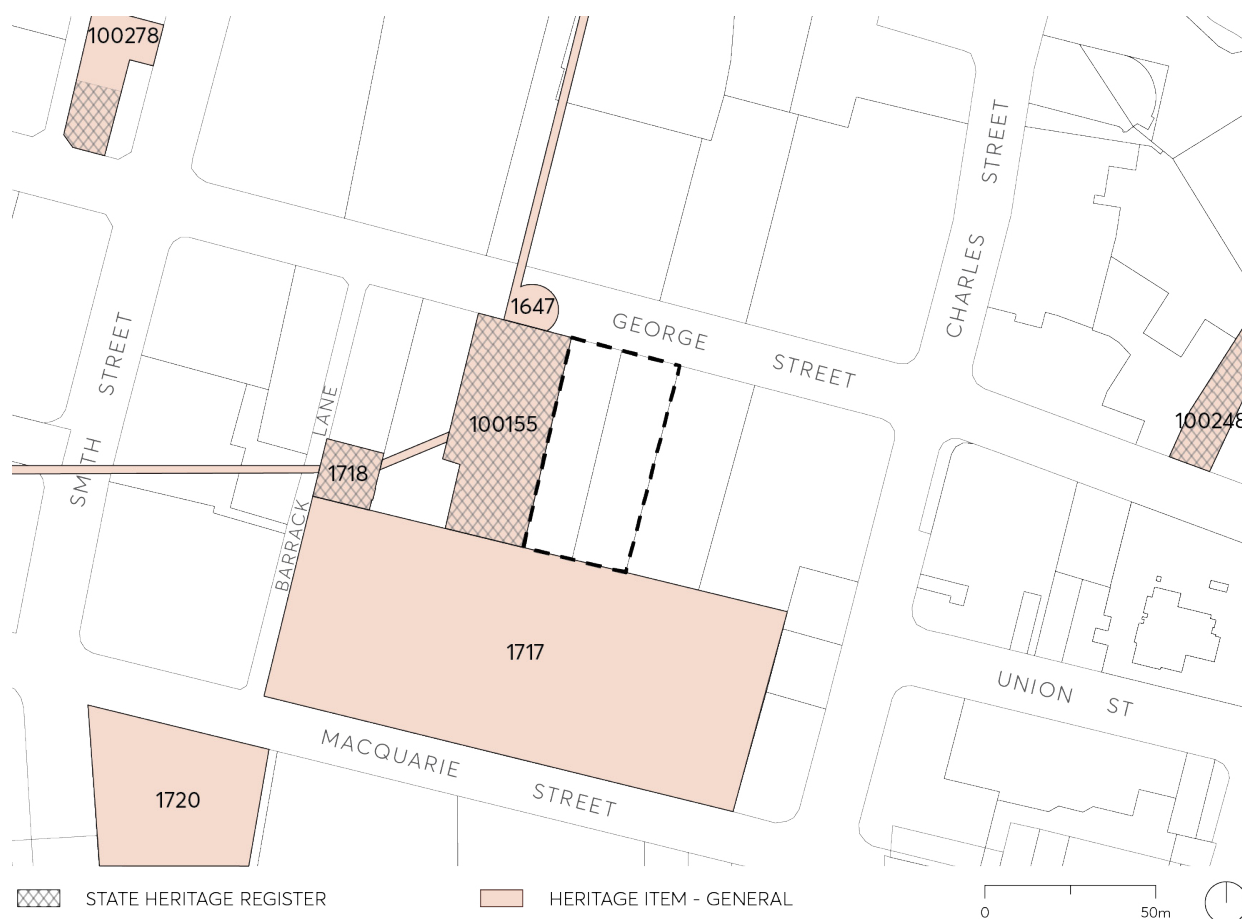 100278
CHARLES STREET
1647
GEORGE STREET
SMITH STREET
BARRACK LANE
100155
100248
1718
1717
UNION ST
MACQUARIE STREET
1720
STATE HERITAGE REGISTER
HERITAGE ITEM - GENERAL
0 50m